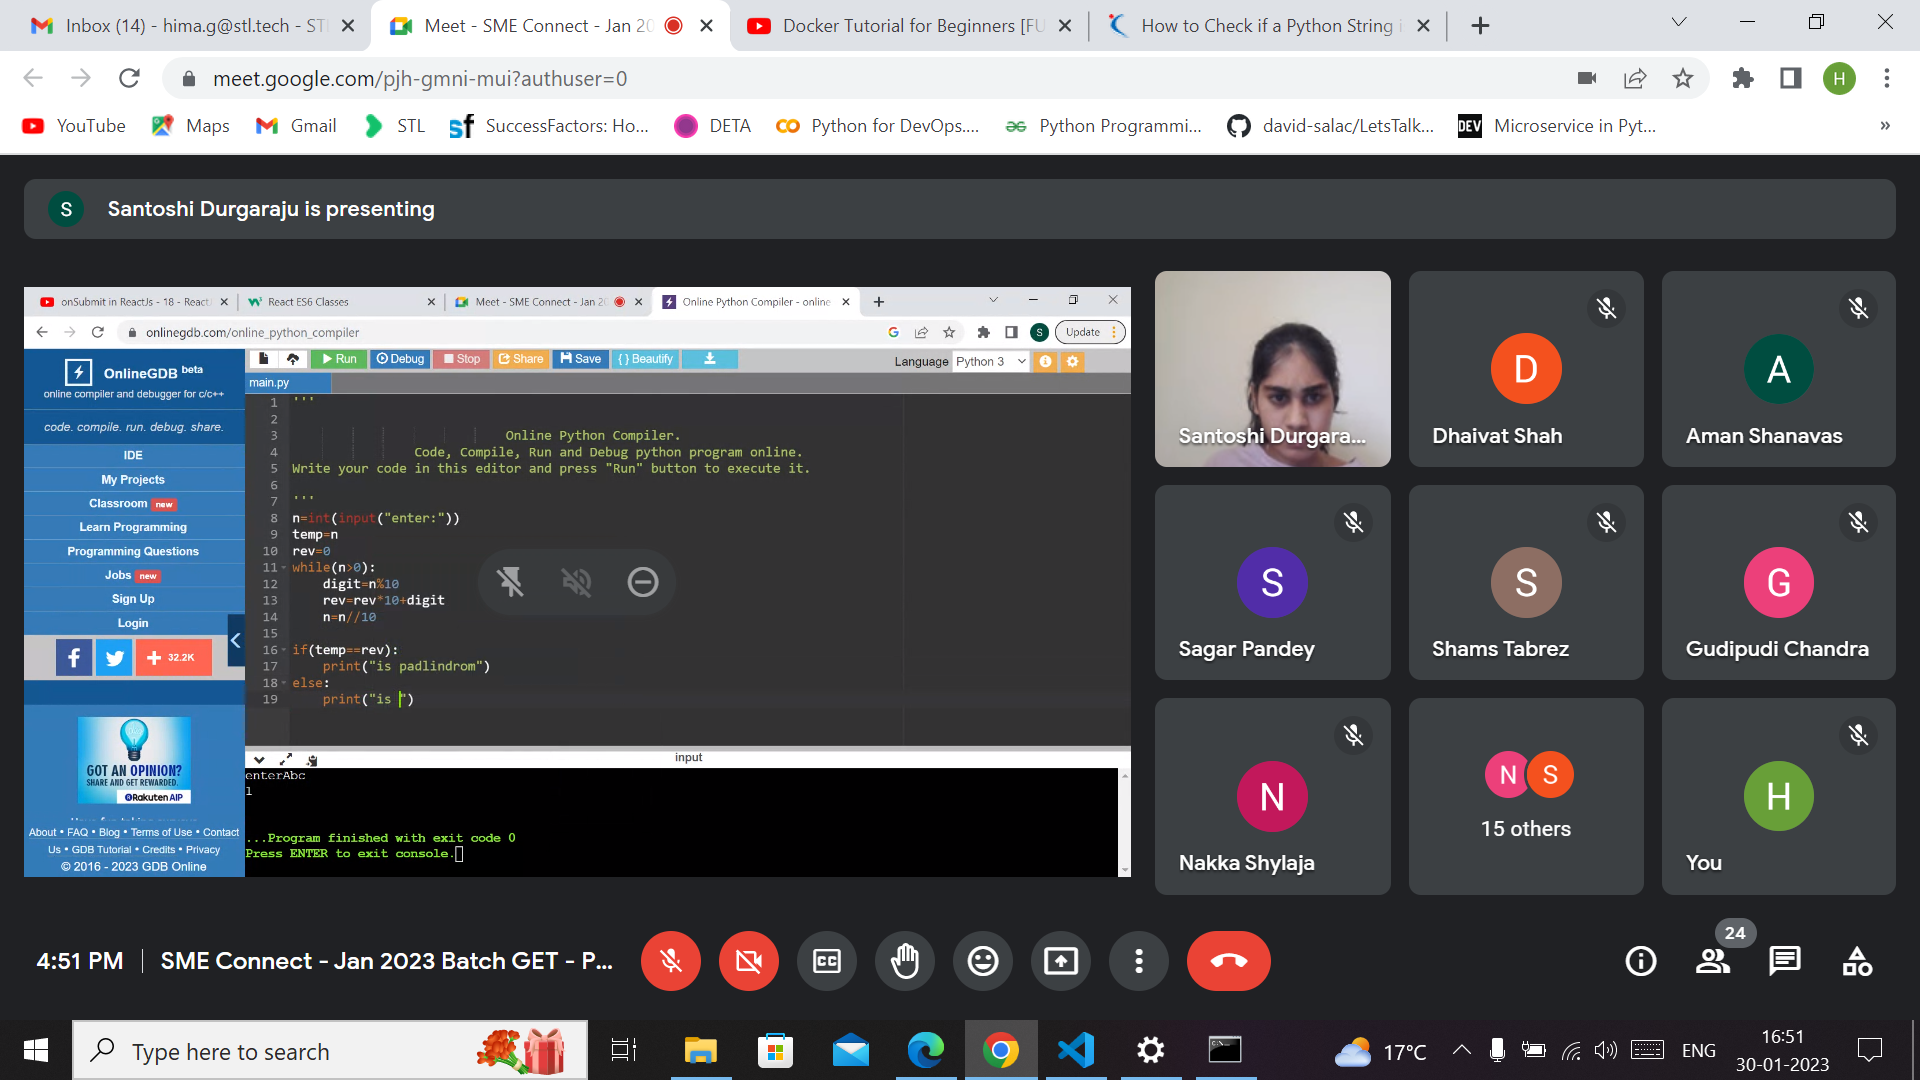 Inbox (14) - hima.g@stl.tech - ST
Meet - SME Connect - Jan 20
Docker Tutorial for Beginners [FU
How to Check if a Python String i
meet.google.com/pjh-gmni-mui?authuser=0
H
YouTube
Maps
Gmail
STL
SuccessFactors: Ho...
DETA
Python for DevOps....
Python Programmi...
david-salac/LetsTalk...
DEV
Microservice in Pyt...
»
S
Santoshi Durgaraju is presenting
onSubmit in ReactJs - 18 - React
React ES6 Classes
Meet - SME Connect - Jan 20
Online Python Compiler - online
onlinegdb.com/online_python_compiler
S
Update
OnlineGDB beta
online compiler and debugger for c/c++
code. compile. run. debug. share.
IDE
My Projects
Classroom new
Learn Programming
Programming Questions
Jobs new
Sign Up
Login
32.2K
GOT AN OPINION?
SHARE AND GET REWARDED.
Rakuten AIP
About • FAQ • Blog • Terms of Use • Contact
Us • GDB Tutorial • Credits • Privacy
© 2016 - 2023 GDB Online
Run
Debug
Stop
Share
Save
{ } Beautify
Language Python 3
main.py
1 '''
2
3 Online Python Compiler.
4 Code, Compile, Run and Debug python program online.
5 Write your code in this editor and press "Run" button to execute it.
6
7 '''
8 n=int(input("enter:"))
9 temp=n
10 rev=0
11 while(n>0):
12 digit=n%10
13 rev=rev*10+digit
14 n=n//10
15
16 if(temp==rev):
17 print("is padlindrom")
18 else:
19 print("is ")
input
enterAbc
1
...Program finished with exit code 0
Press ENTER to exit console.
Santoshi Durgara...
D
Dhaivat Shah
A
Aman Shanavas
S
Sagar Pandey
S
Shams Tabrez
G
Gudipudi Chandra
N
Nakka Shylaja
N S
15 others
H
You
4:51 PM
SME Connect - Jan 2023 Batch GET - P...
CC
24
Type here to search
17°C
ENG
16:51
30-01-2023